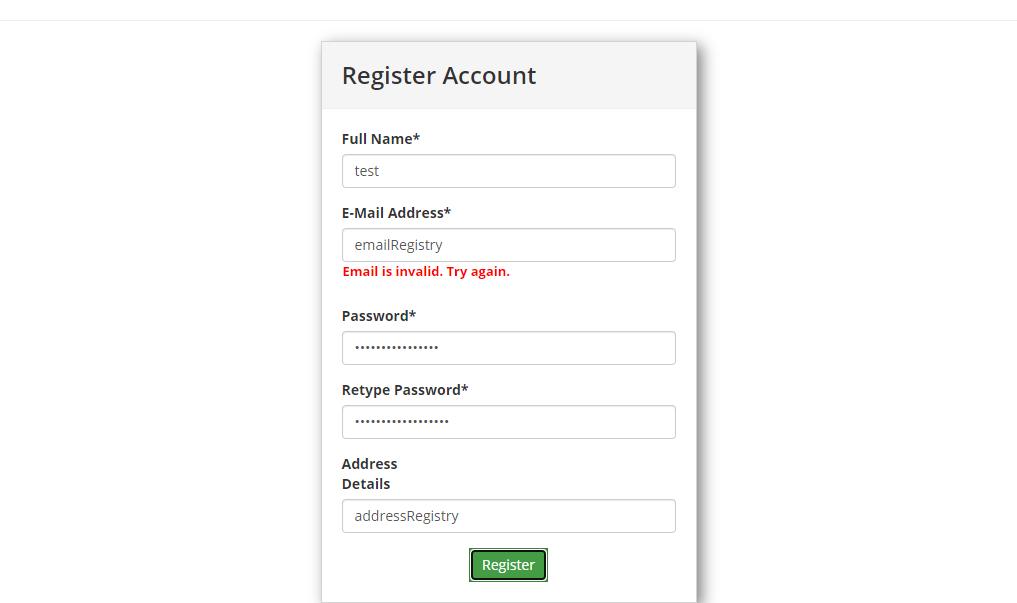 Register Account
Full Name*
test
E-Mail Address*
emailRegistry
Email is invalid. Try again.
Password*
••••••••••••••••
Retype Password*
••••••••••••••••••
Address
Details
addressRegistry
Register